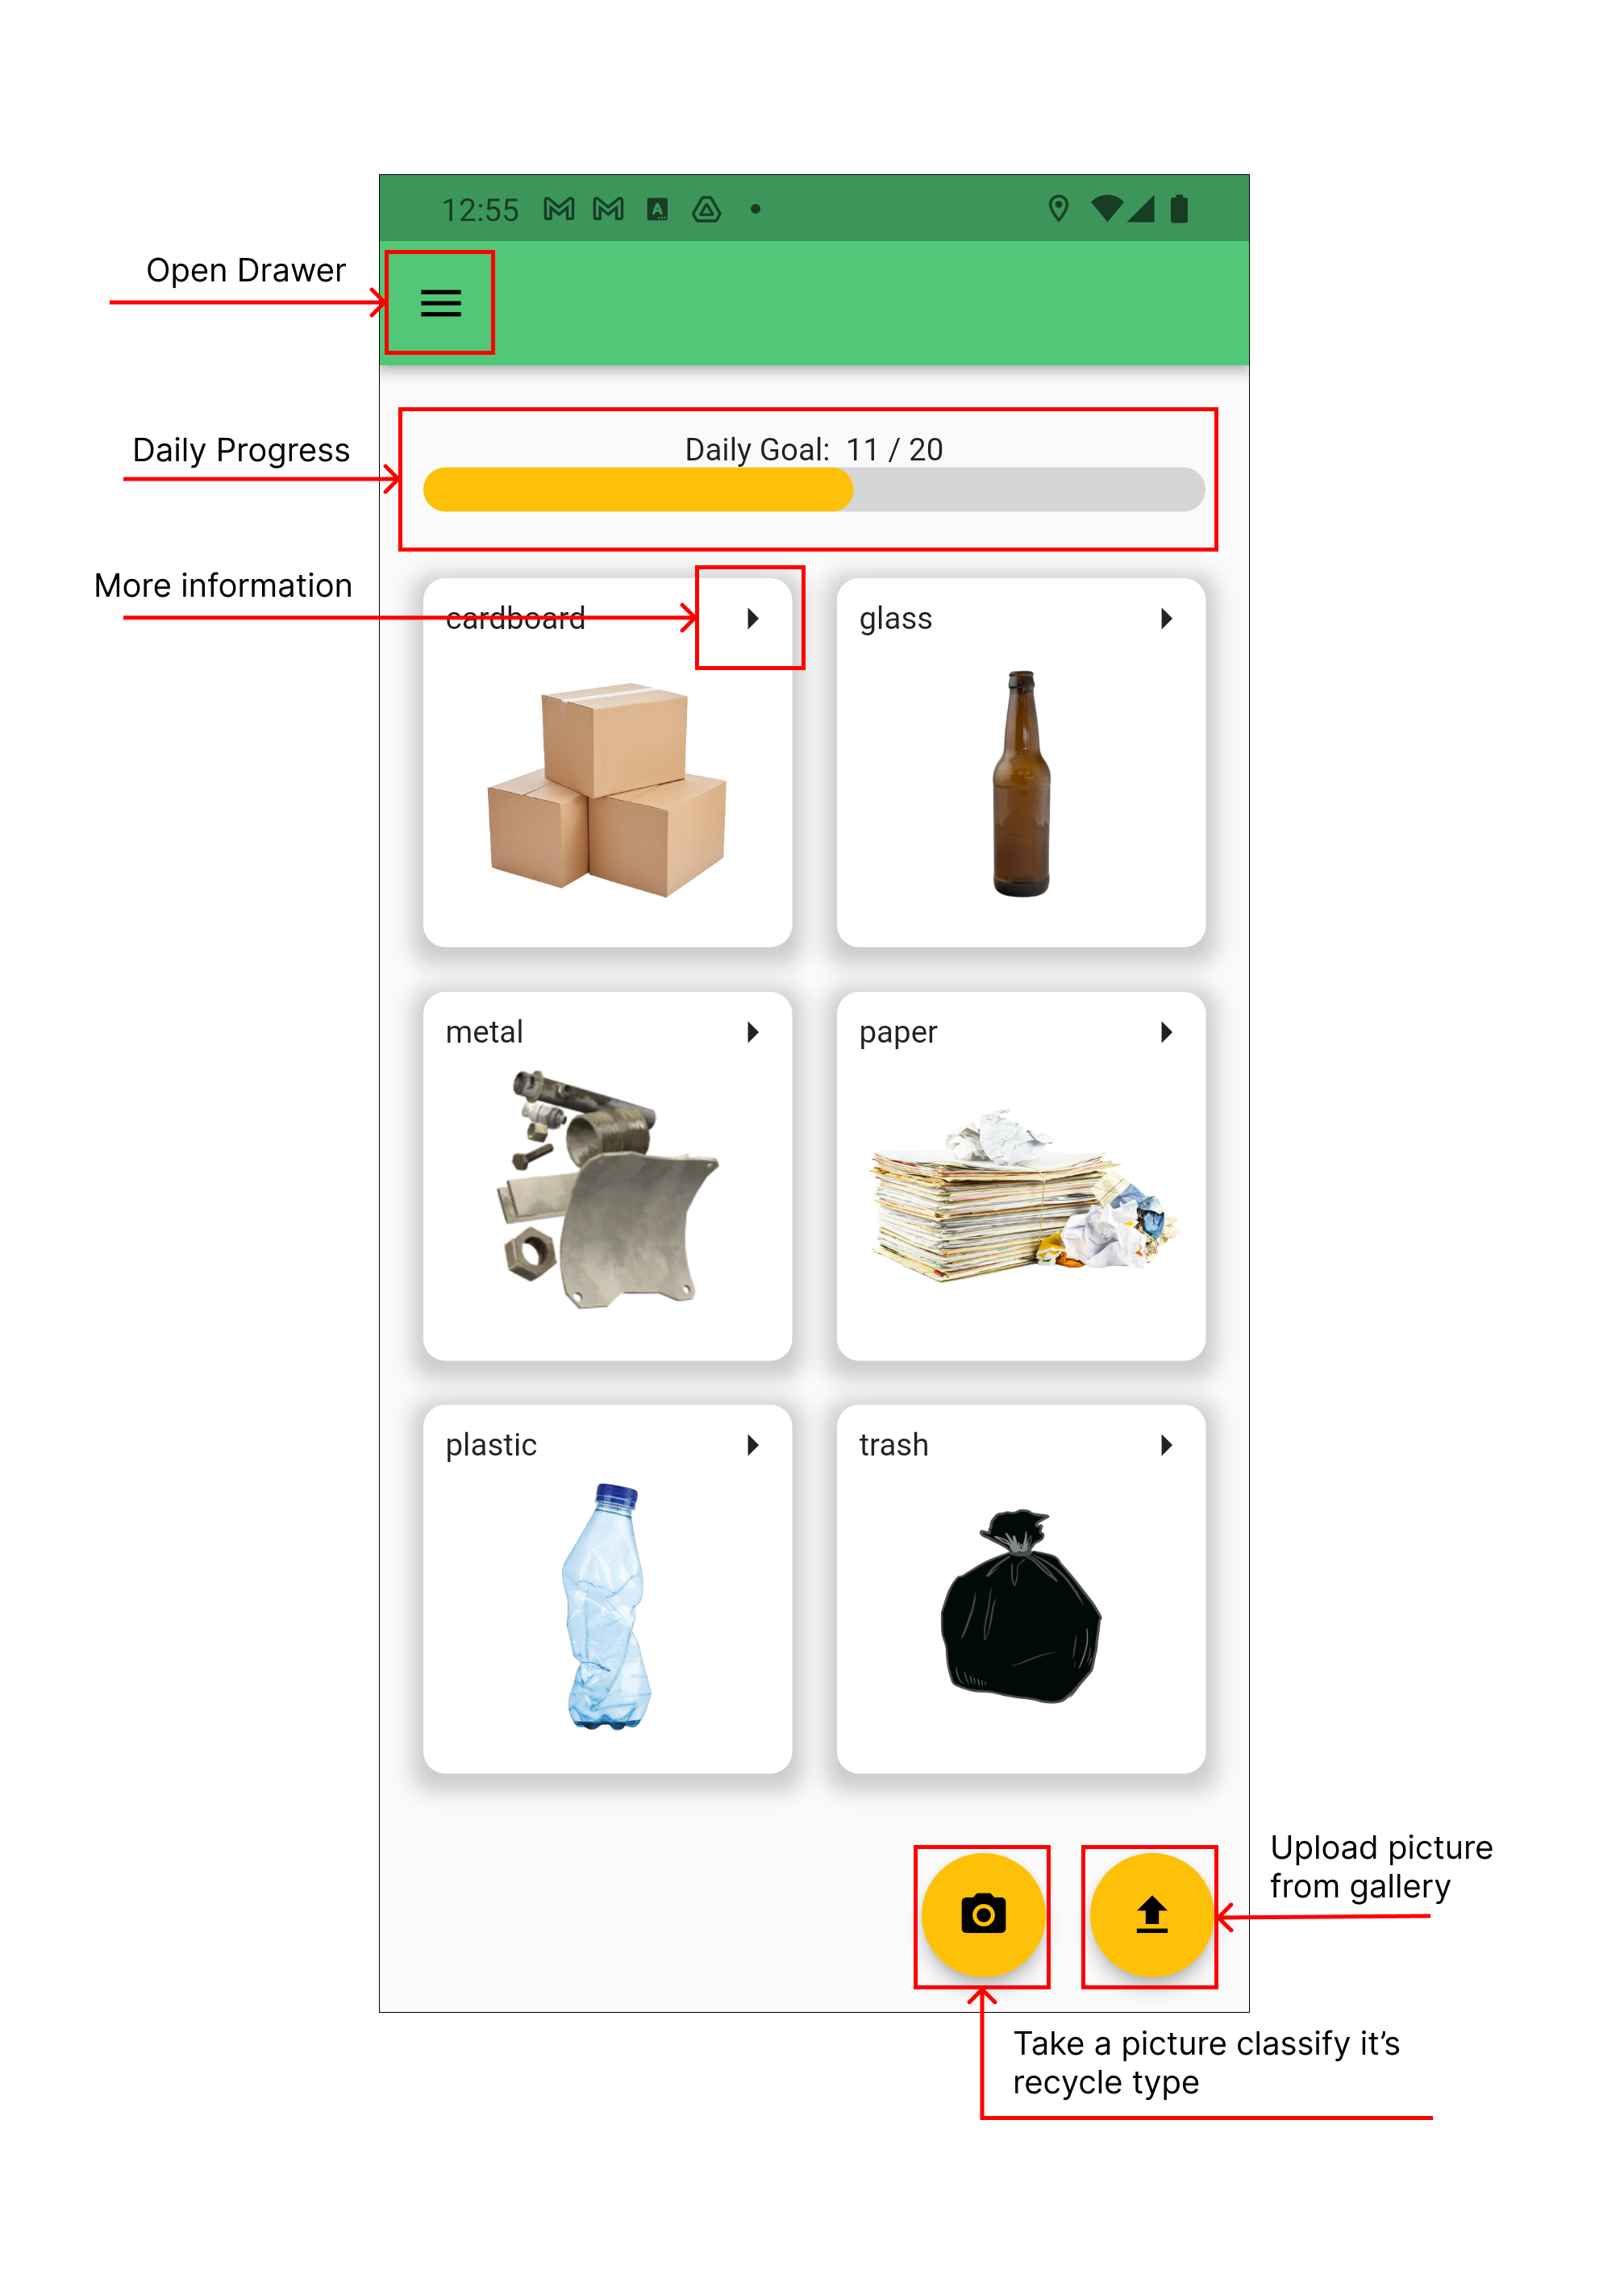 12:55
Open Drawer
Daily Progress
Daily Goal: 11 / 20
More information
cardboard
glass
metal
paper
plastic
trash
Upload picture
from gallery
Take a picture classify it’s
recycle type